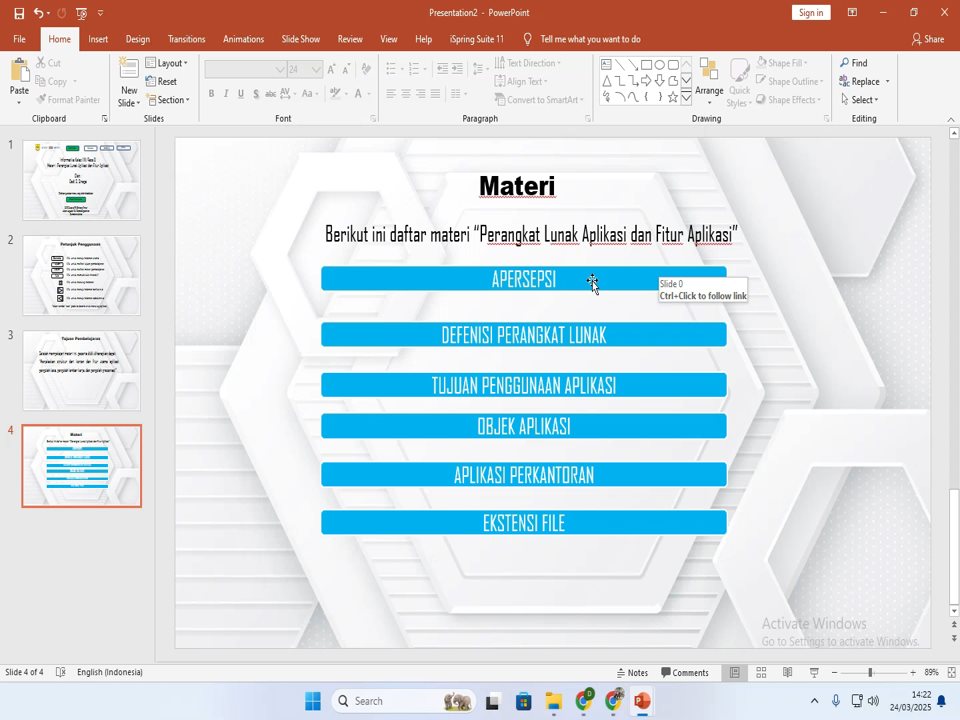 Presentation2 - PowerPoint
Sign in
File Home Insert Design Transitions Animations Slide Show Review View Help iSpring Suite 11 Tell me what you want to do Share
Paste
Cut
Copy
Format Painter
Clipboard
New Slide
Layout
Reset
Section
Slides
24
Font
Text Direction
Align Text
Convert to SmartArt
Paragraph
Arrange
Quick Styles
Shape Fill
Shape Outline
Shape Effects
Drawing
Find
Replace
Select
Editing
1
2
Petunjuk Penggunaan
3
Tujuan Pembelajaran
4
Materi
Materi
Berikut ini daftar materi “Perangkat Lunak Aplikasi dan Fitur Aplikasi”
APERSEPSI
Slide 0
Ctrl+Click to follow link
DEFENISI PERANGKAT LUNAK
TUJUAN PENGGUNAAN APLIKASI
OBJEK APLIKASI
APLIKASI PERKANTORAN
EKSTENSI FILE
Activate Windows
Go to Settings to activate Windows.
Slide 4 of 4 English (Indonesia) Notes Comments 89%
Search
14:22
24/03/2025